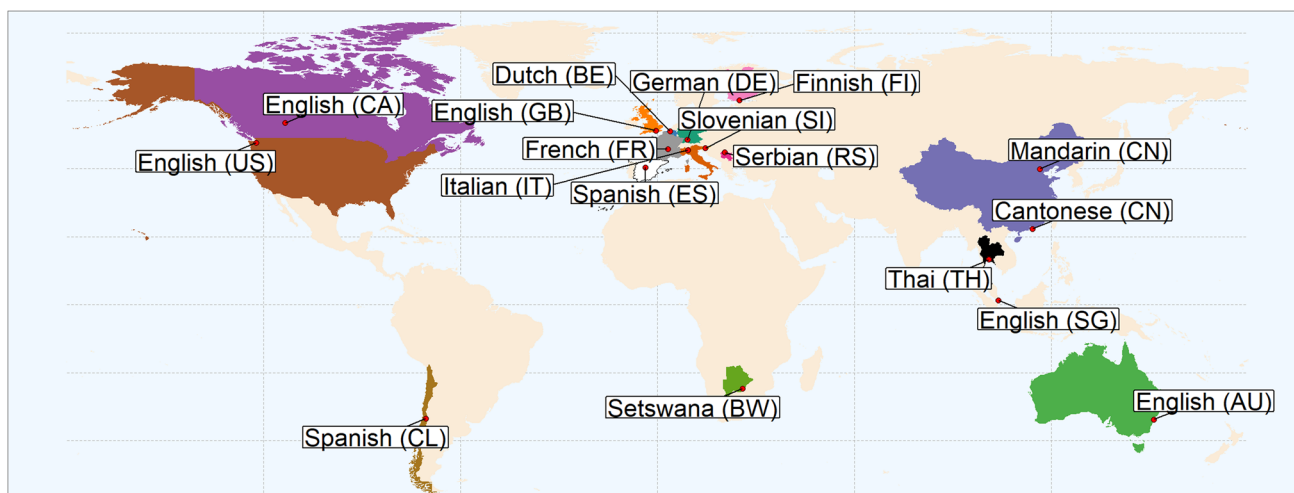 Dutch (BE)
German (DE)
Finnish (FI)
English (CA)
English (GB)
Slovenian (SI)
English (US)
French (FR)
Serbian (RS)
Mandarin (CN)
Italian (IT)
Spanish (ES)
Cantonese (CN)
Thai (TH)
English (SG)
Setswana (BW)
English (AU)
Spanish (CL)